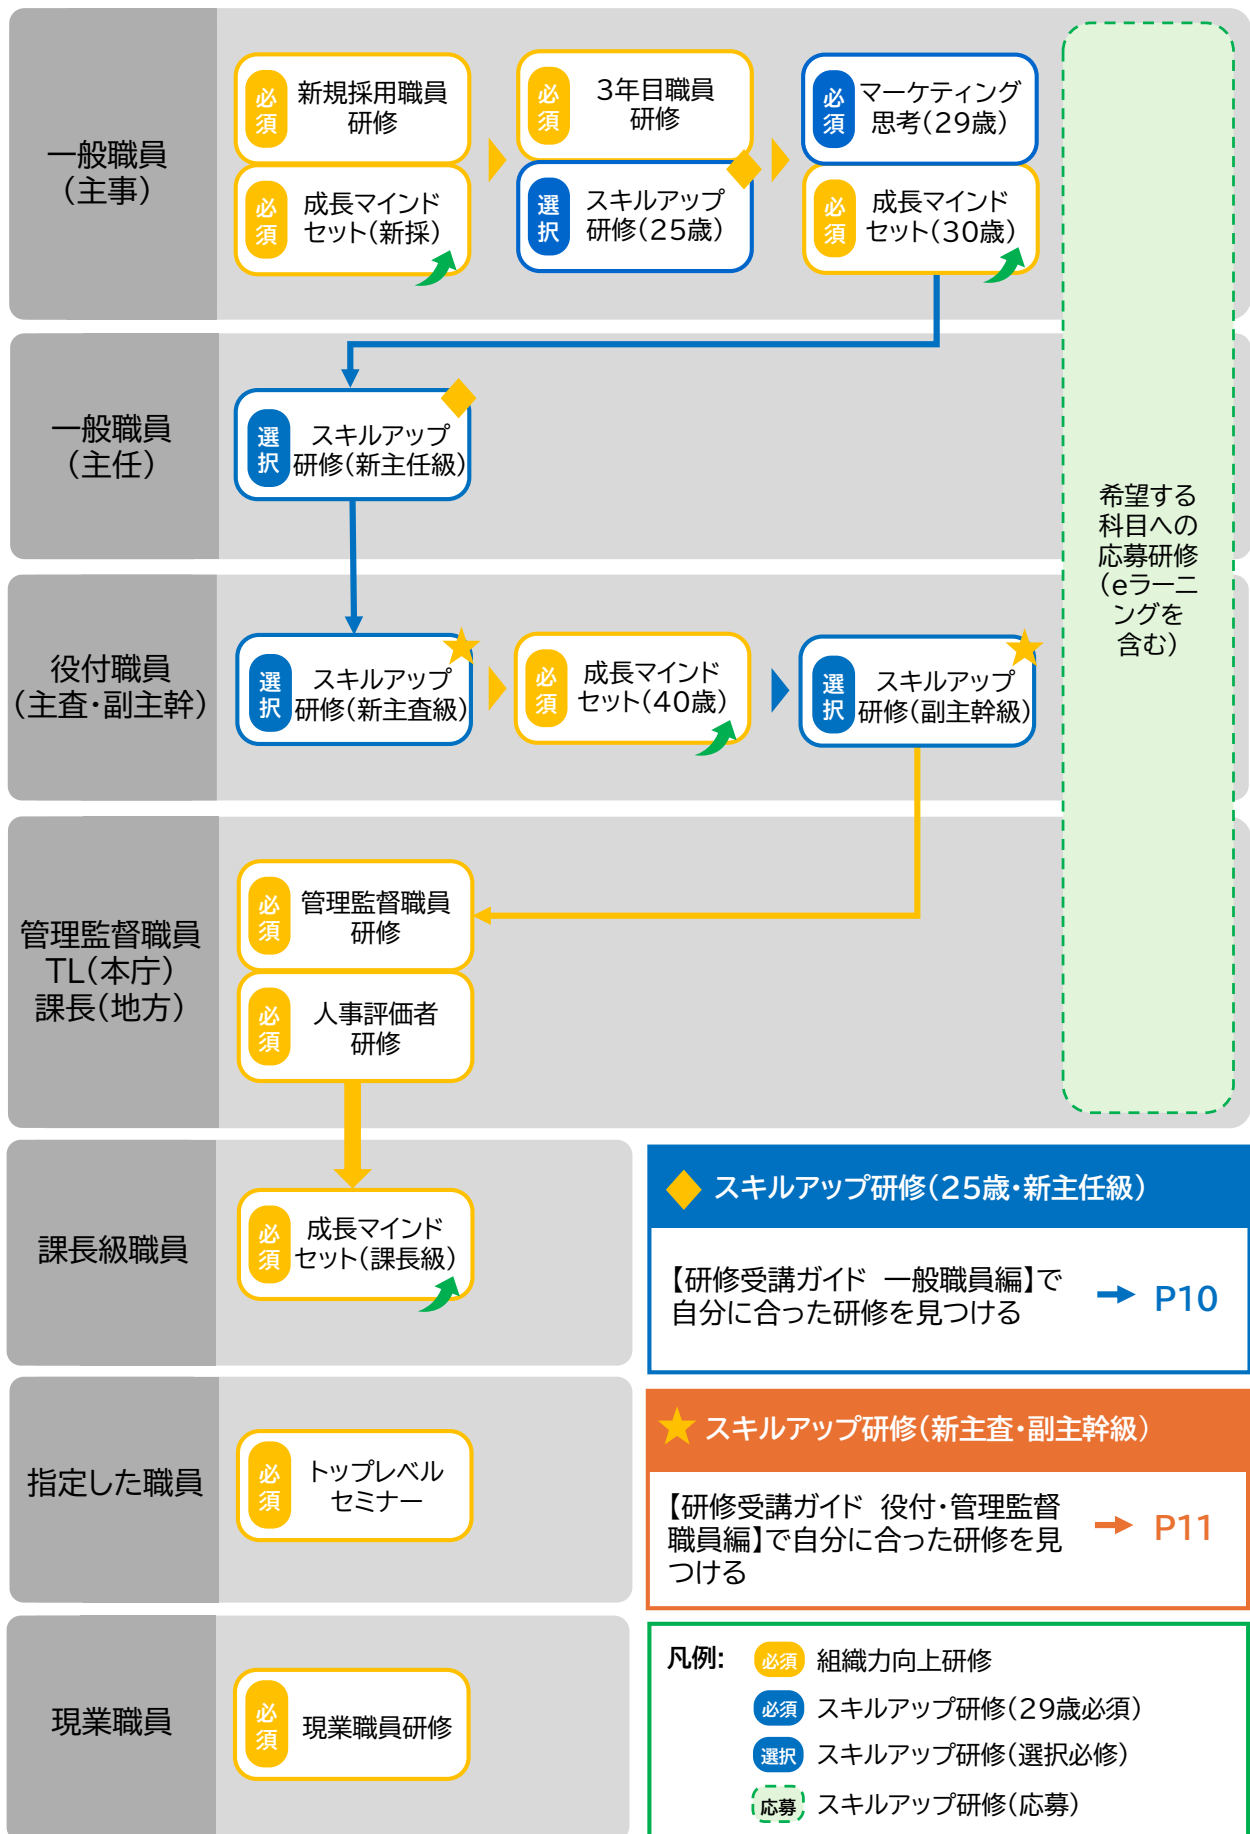 一般職員
（主事）
必須
新規採用職員
研修
必須
成長マインド
セット（新採）
必須
3年目職員
研修
選択
スキルアップ
研修（25歳）
必須
マーケティング
思考（29歳）
必須
成長マインド
セット（30歳）
一般職員
（主任）
選択
スキルアップ
研修（新主任級）
希望する
科目への
応募研修
（eラーニ
ングを
含む）
役付職員
（主査・副主幹）
選択
スキルアップ
研修（新主査級）
必須
成長マインド
セット（40歳）
選択
スキルアップ
研修（副主幹級）
管理監督職員
TL（本庁）
課長（地方）
必須
管理監督職員
研修
必須
人事評価者
研修
課長級職員
必須
成長マインド
セット（課長級）
スキルアップ研修（25歳・新主任級）
【研修受講ガイド 一般職員編】で
自分に合った研修を見つける
P10
指定した職員
必須
トップレベル
セミナー
スキルアップ研修（新主査・副主幹級）
【研修受講ガイド 役付・管理監督
職員編】で自分に合った研修を見
つける
P11
現業職員
必須
現業職員研修
凡例:
必須 組織力向上研修
必須 スキルアップ研修（29歳必須）
選択 スキルアップ研修（選択必修）
応募 スキルアップ研修（応募）